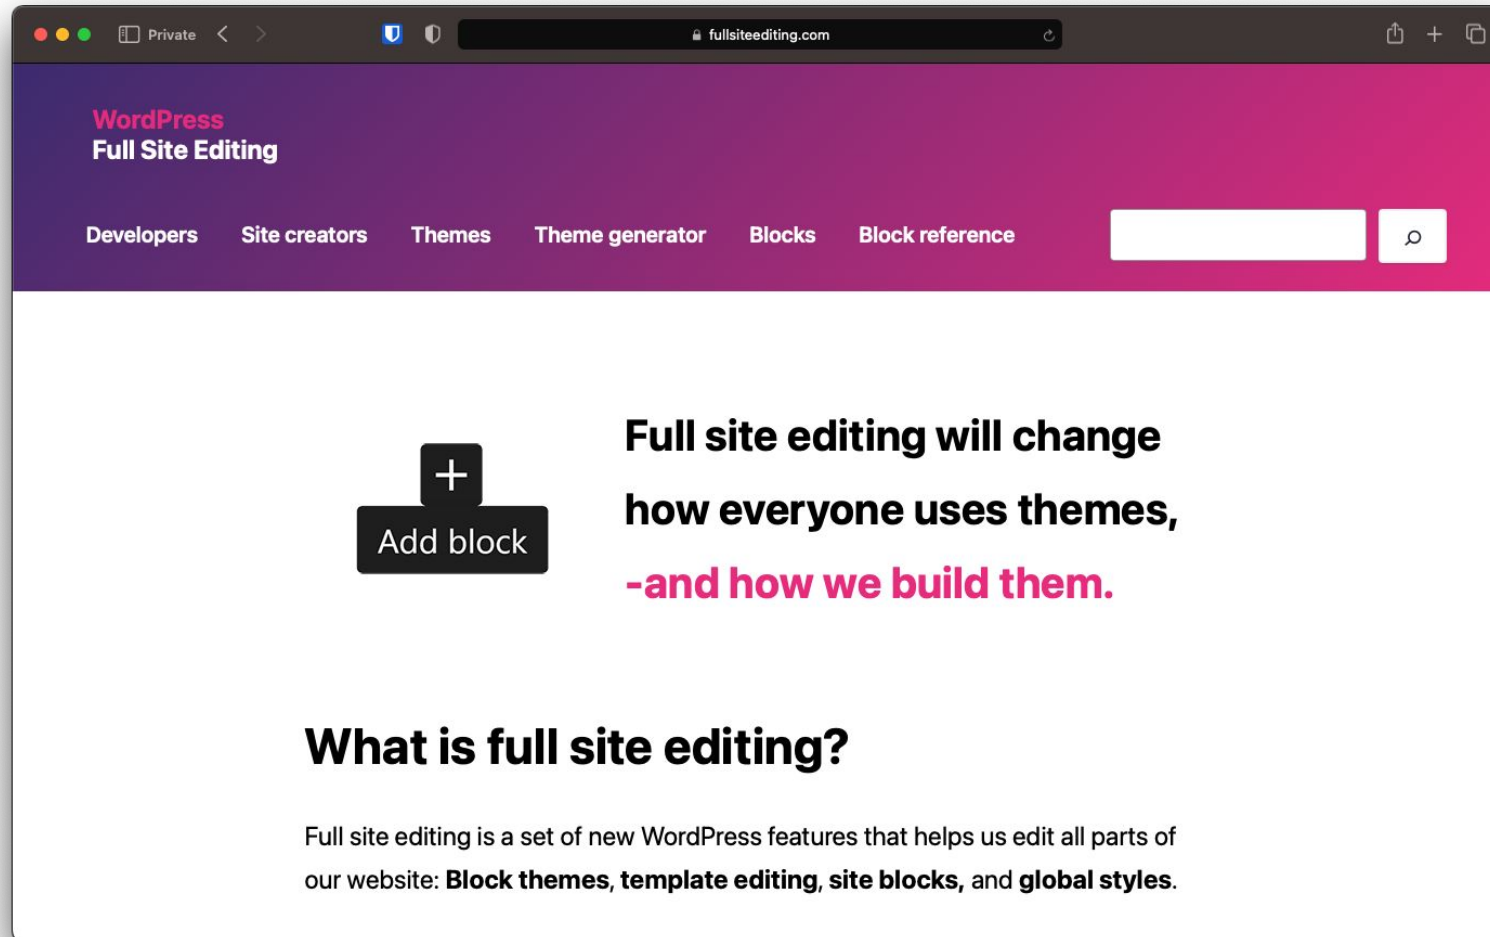 Private
fullsiteediting.com
WordPress
Full Site Editing
Developers Site creators Themes Theme generator Blocks Block reference
+
Add block
Full site editing will change
how everyone uses themes,
-and how we build them.
What is full site editing?
Full site editing is a set of new WordPress features that helps us edit all parts of
our website: Block themes, template editing, site blocks, and global styles.